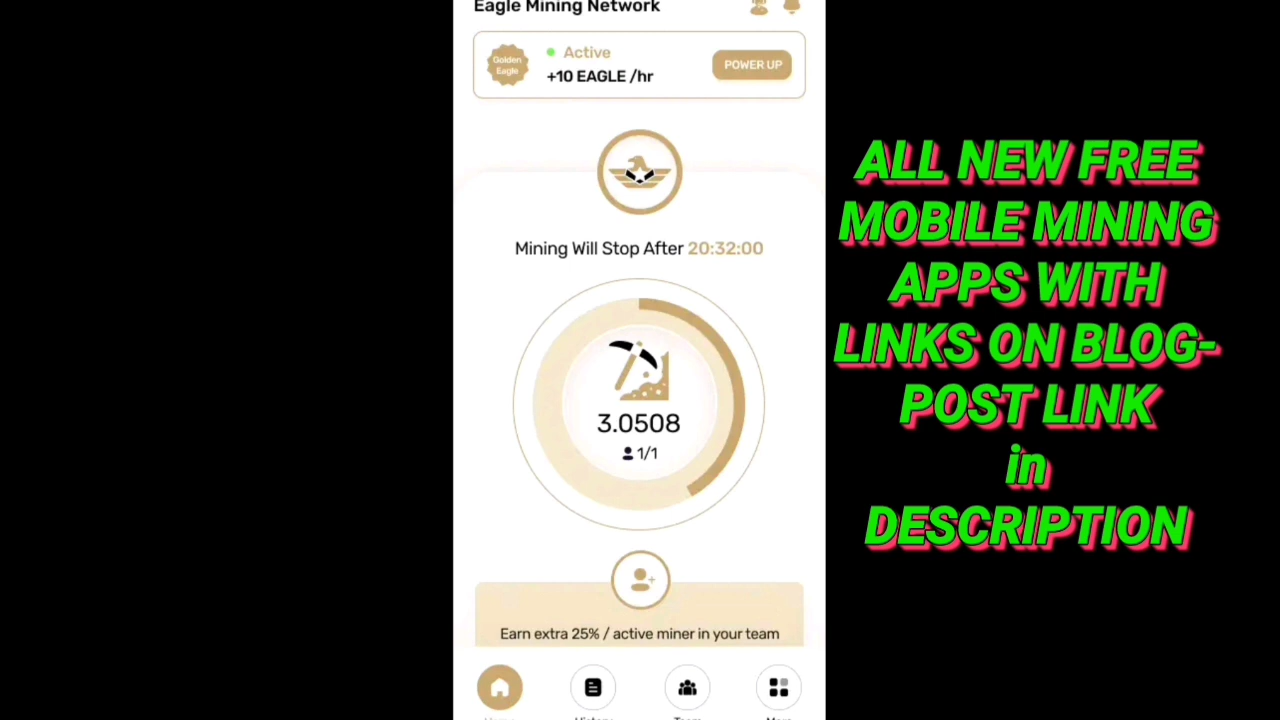 Eagle Mining Network
Golden
Eagle
Active
+10 EAGLE /hr
POWER UP
Mining Will Stop After 20:32:00
3.0508
1/1
Earn extra 25% / active miner in your team
ALL NEW FREE
MOBILE MINING
APPS WITH
LINKS ON BLOG-
POST LINK
in
DESCRIPTION